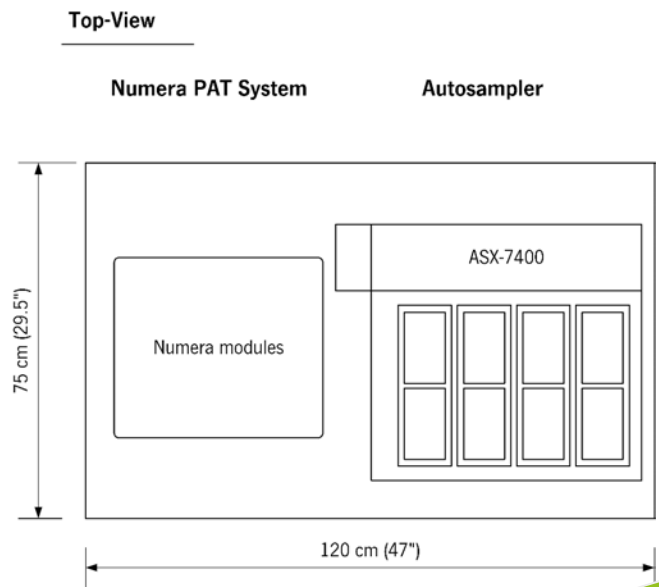 Top-View
Numera PAT System
Autosampler
ASX-7400
Numera modules
75 cm (29.5")
120 cm (47")